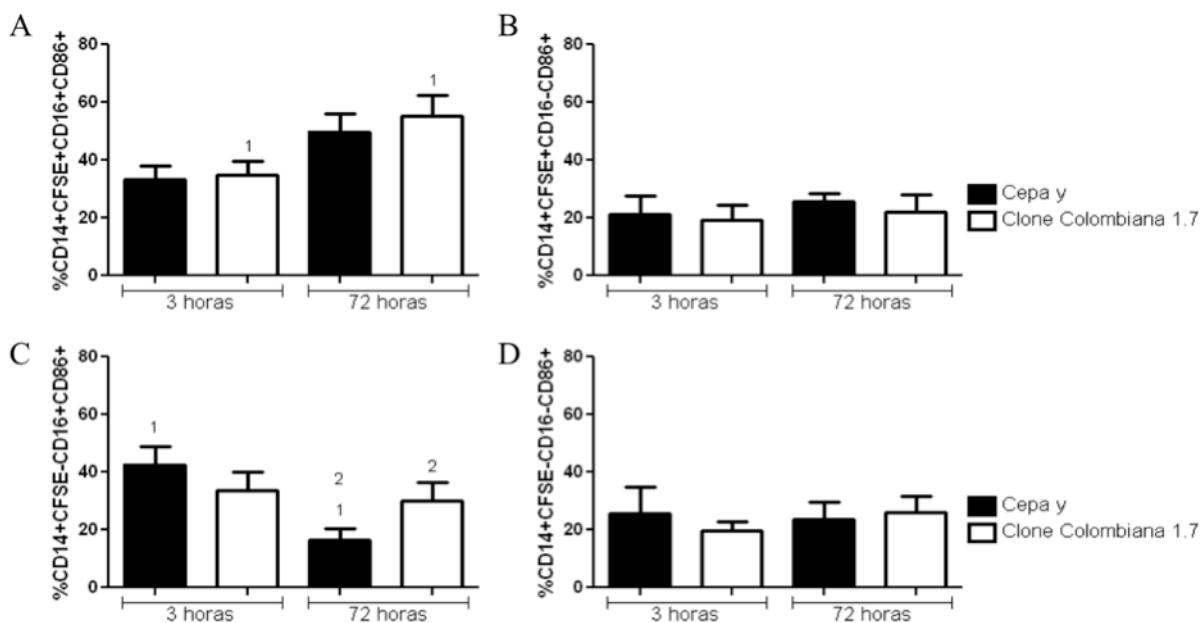 A
%CD14+CFSE+CD16+CD86+
80
60
40
20
0
1
1
3 horas
72 horas
B
%CD14+CFSE+CD16-CD86+
80
60
40
20
0
3 horas
72 horas
Cepa y
Clone Colombiana 1.7
C
%CD14+CFSE-CD16+CD86+
80
60
40
20
0
1
2
1
2
3 horas
72 horas
D
%CD14+CFSE-CD16-CD86+
80
60
40
20
0
3 horas
72 horas
Cepa y
Clone Colombiana 1.7